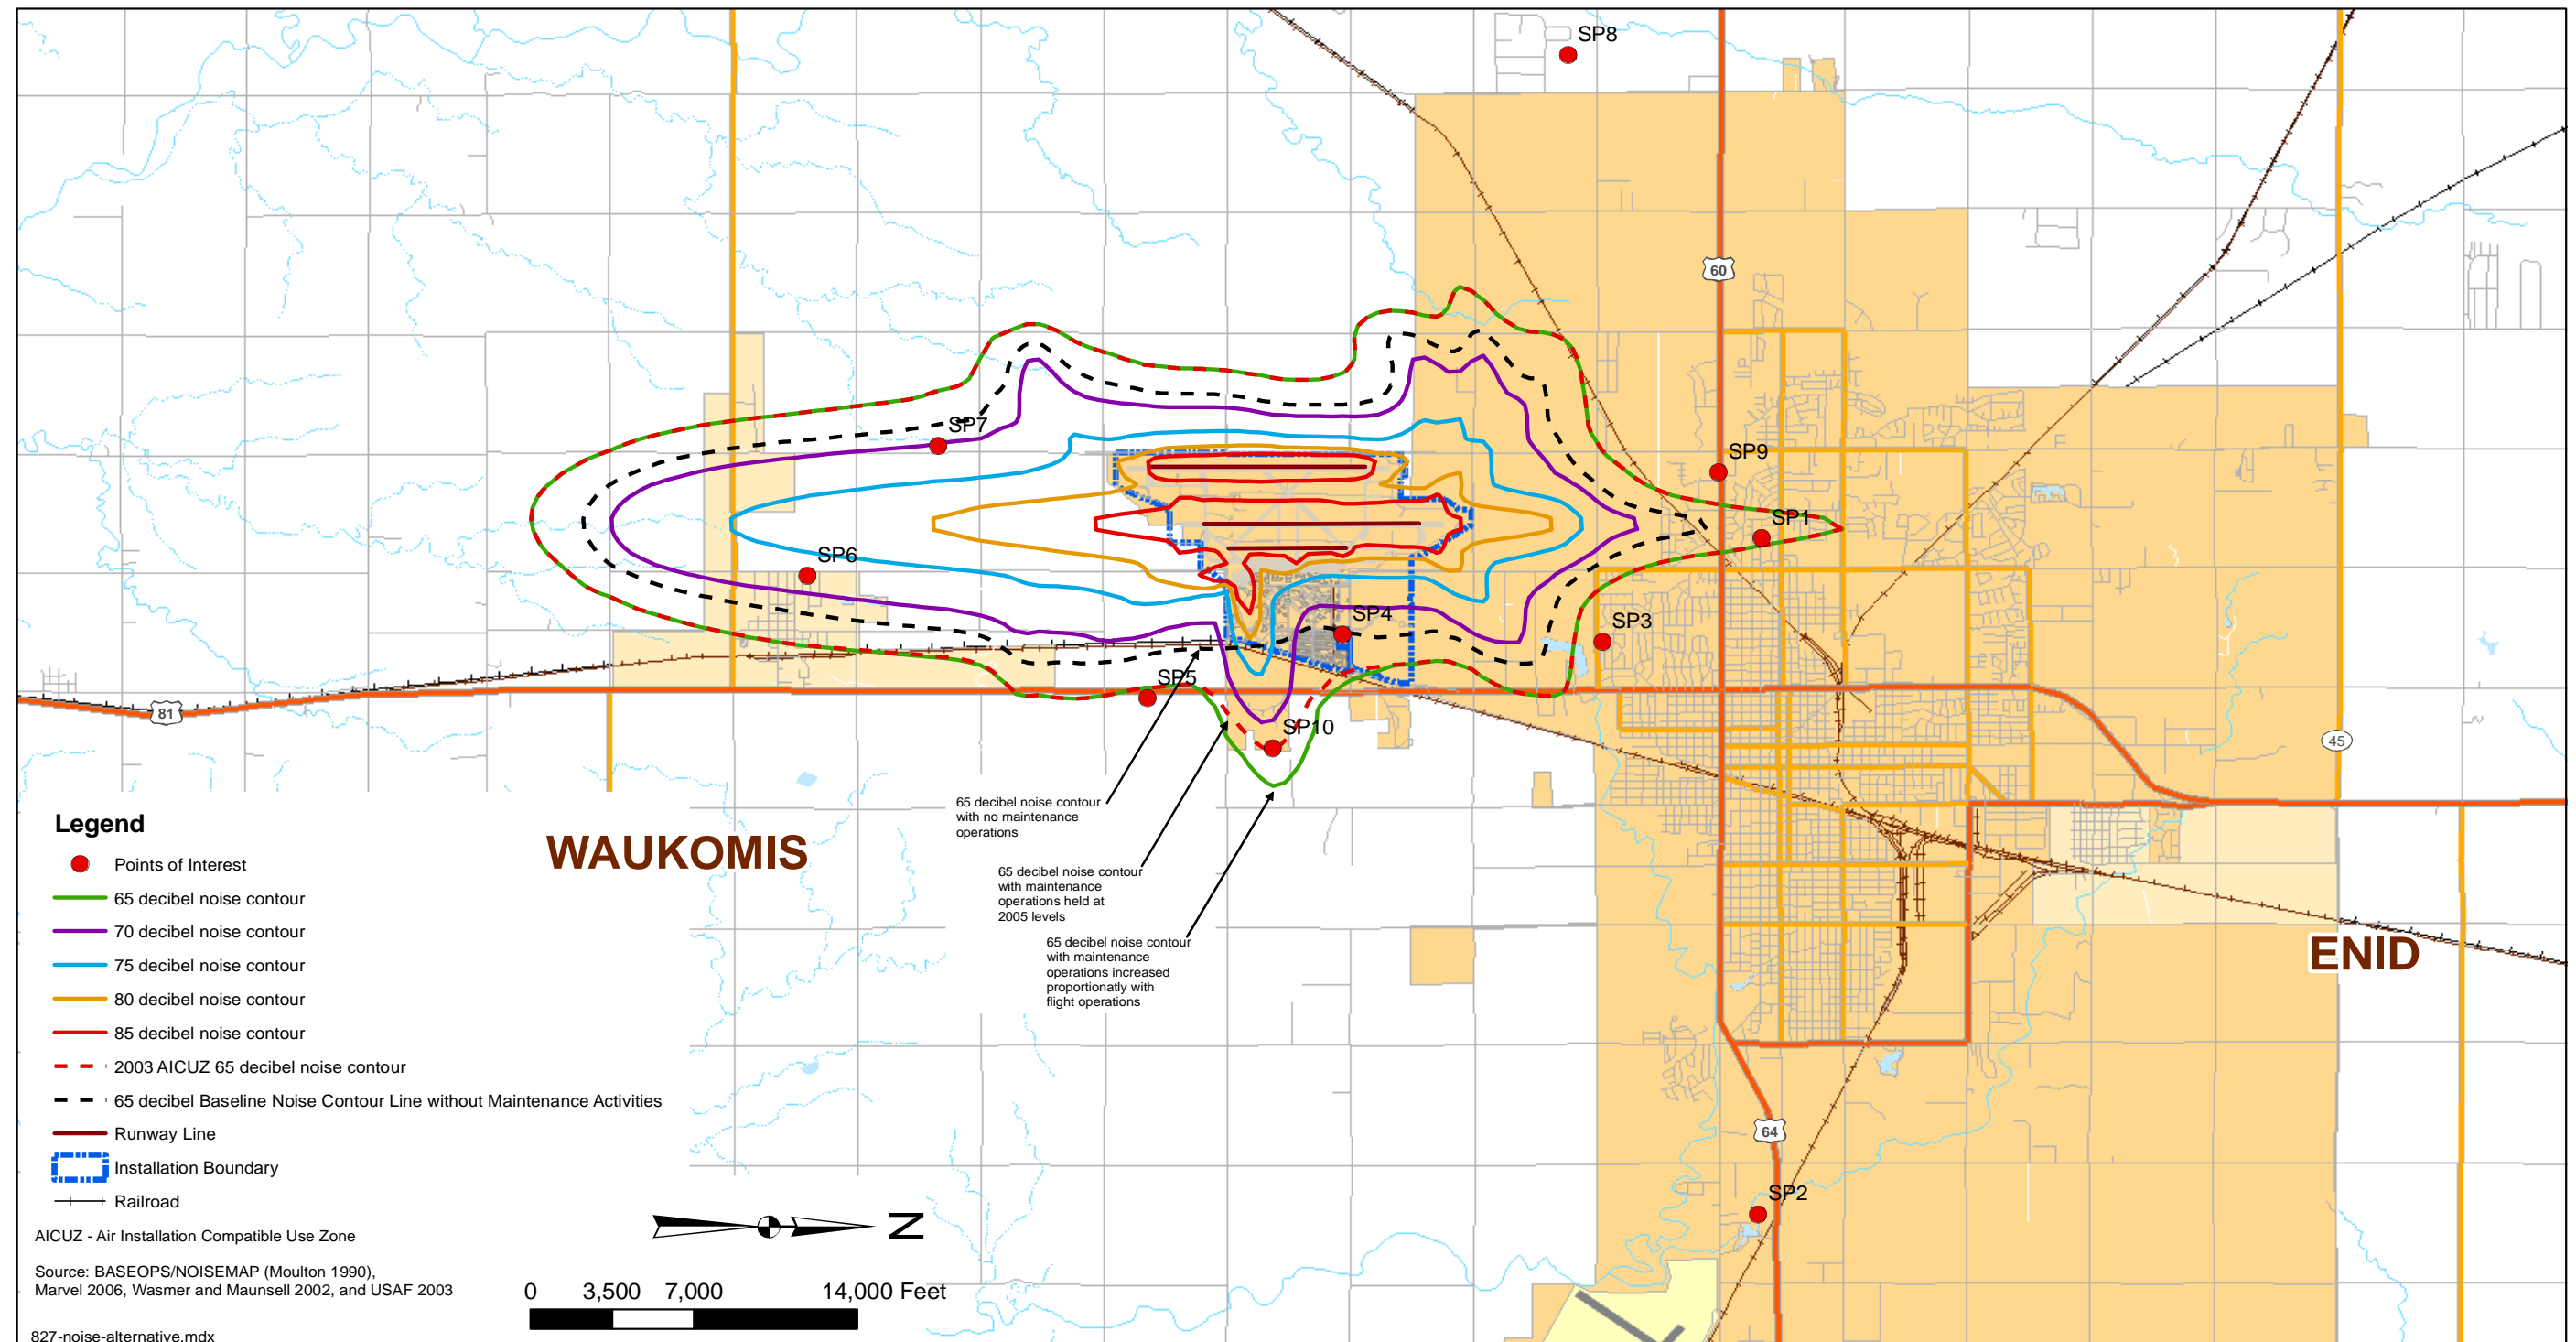 SP8
60
SP7
SP9
SP1
SP6
SP4
SP3
SP5
81
SP10
45
65 decibel noise contour
with no maintenance
operations
65 decibel noise contour
with maintenance
operations held at
2005 levels
65 decibel noise contour
with maintenance
operations increased
proportionatly with
flight operations
WAUKOMIS
ENID
64
SP2
Legend
Points of Interest
65 decibel noise contour
70 decibel noise contour
75 decibel noise contour
80 decibel noise contour
85 decibel noise contour
2003 AICUZ 65 decibel noise contour
65 decibel Baseline Noise Contour Line without Maintenance Activities
Runway Line
Installation Boundary
Railroad
AICUZ - Air Installation Compatible Use Zone
Source: BASEOPS/NOISEMAP (Moulton 1990),
Marvel 2006, Wasmer and Maunsell 2002, and USAF 2003
N
0 3,500 7,000 14,000 Feet
827-noise-alternative.mdx